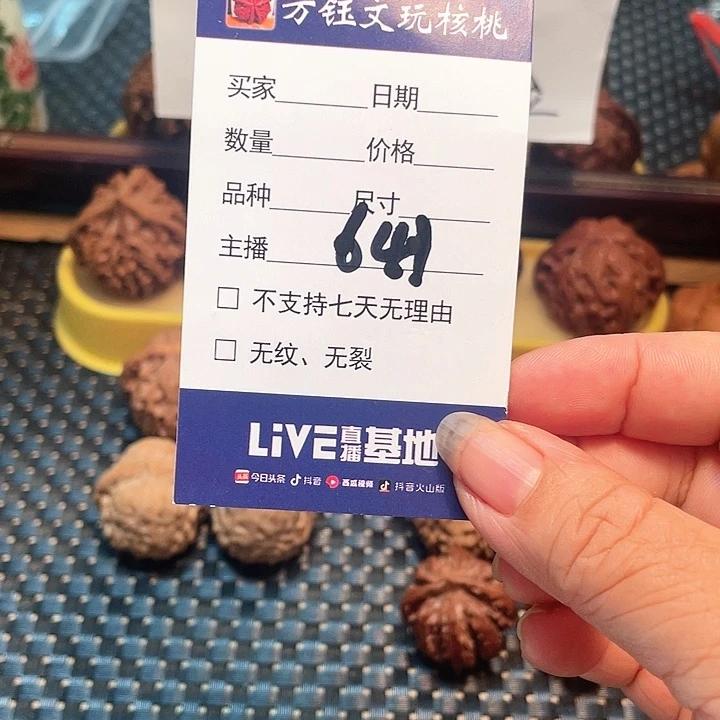 万钰文玩核桃
买家 日期
数量 价格
品种 尺寸
主播 641
□ 不支持七天无理由
□ 无纹、无裂
LiVE直播基地
今日头条 抖音 西瓜视频 抖音火山版